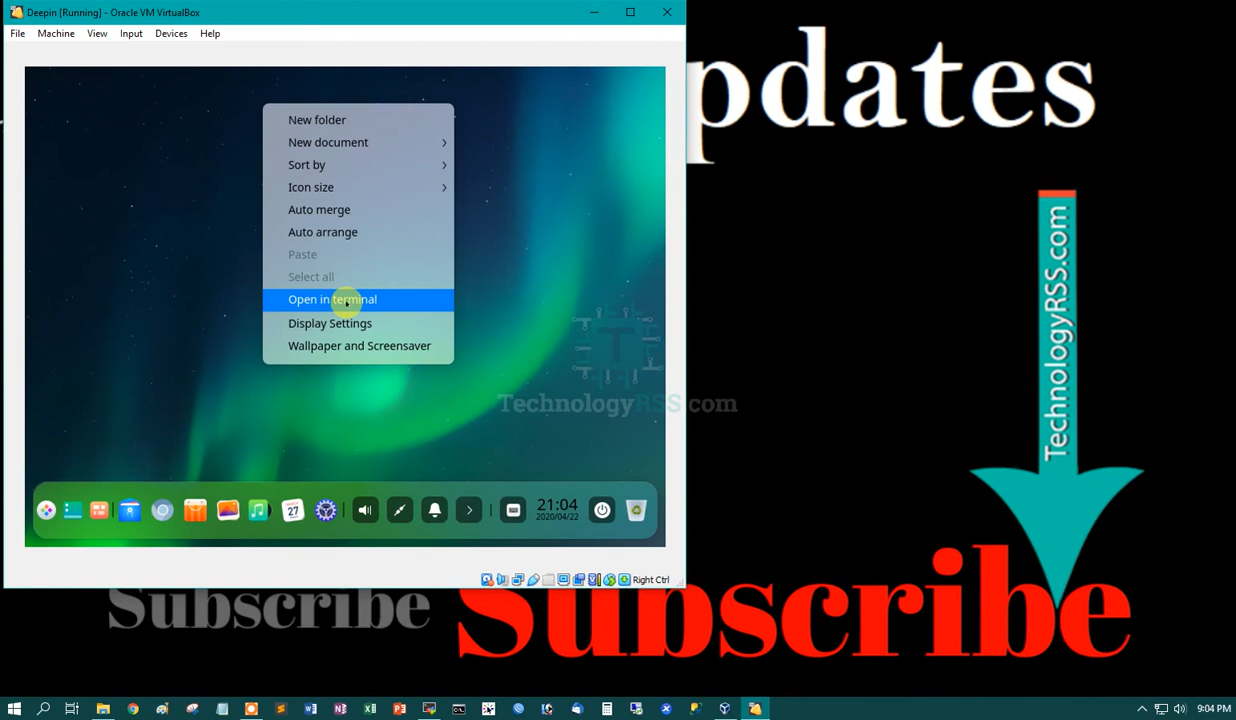 Deepin [Running] - Oracle VM VirtualBox
File Machine View Input Devices Help
pdates
New folder
New document
Sort by
Icon size
Auto merge
Auto arrange
Paste
Select all
Open in terminal
Display Settings
Wallpaper and Screensaver
TechnologyRSS.com
TechnologyRSS.com
27
21:04
2020/04/22
Right Ctrl
Subscribe
Subscribe
9:04 PM